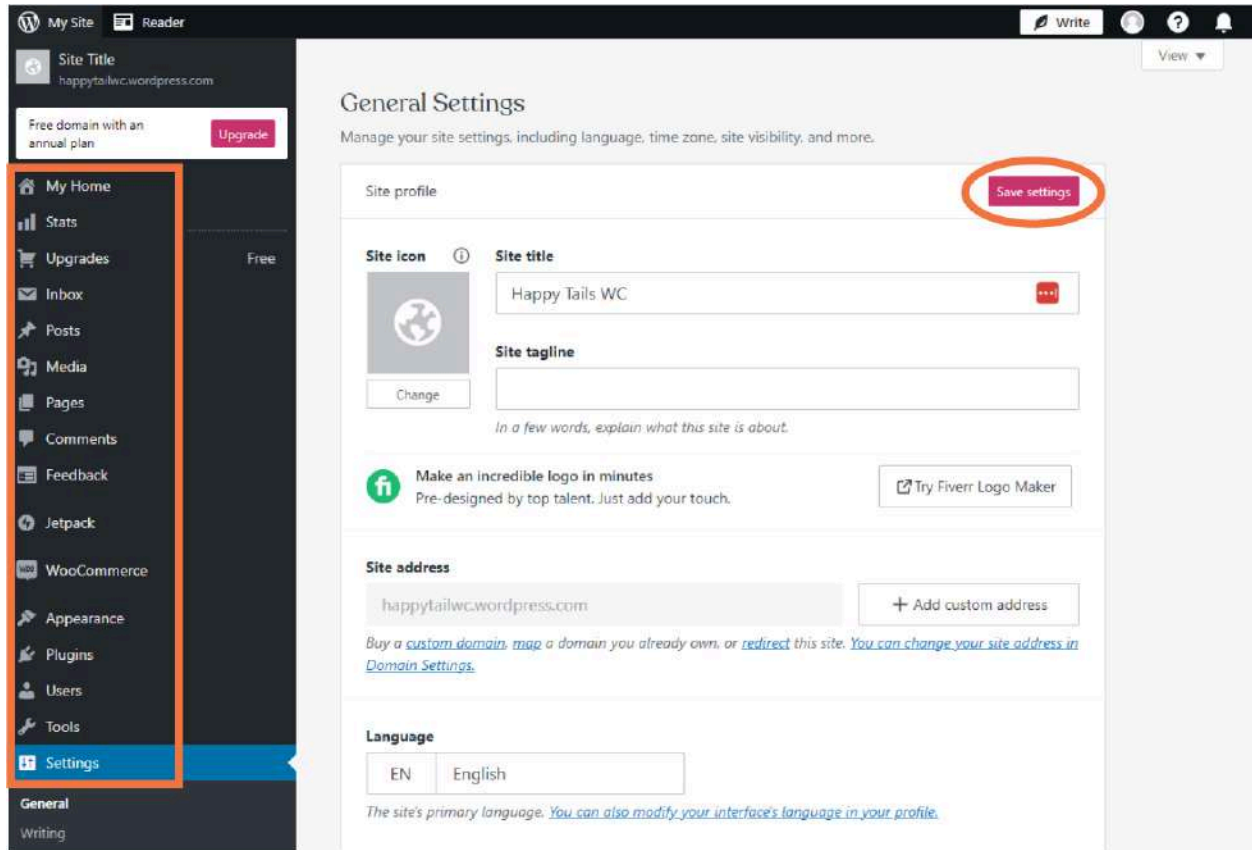 My Site Reader Write
View
Site Title
happytailwc.wordpress.com
Free domain with an
annual plan
Upgrade
My Home
Stats
Upgrades Free
Inbox
Posts
Media
Pages
Comments
Feedback
Jetpack
WooCommerce
Appearance
Plugins
Users
Tools
Settings
General
Writing
General Settings
Manage your site settings, including language, time zone, site visibility, and more.
Site profile Save settings
Site icon Site title
Happy Tails WC
Change
Site tagline
In a few words, explain what this site is about.
fi
Make an incredible logo in minutes
Pre-designed by top talent. Just add your touch.
Try Fiverr Logo Maker
Site address
happytailwc.wordpress.com + Add custom address
Buy a custom domain, map a domain you already own, or redirect this site. You can change your site address in
Domain Settings.
Language
EN English
The site's primary language. You can also modify your interface's language in your profile.